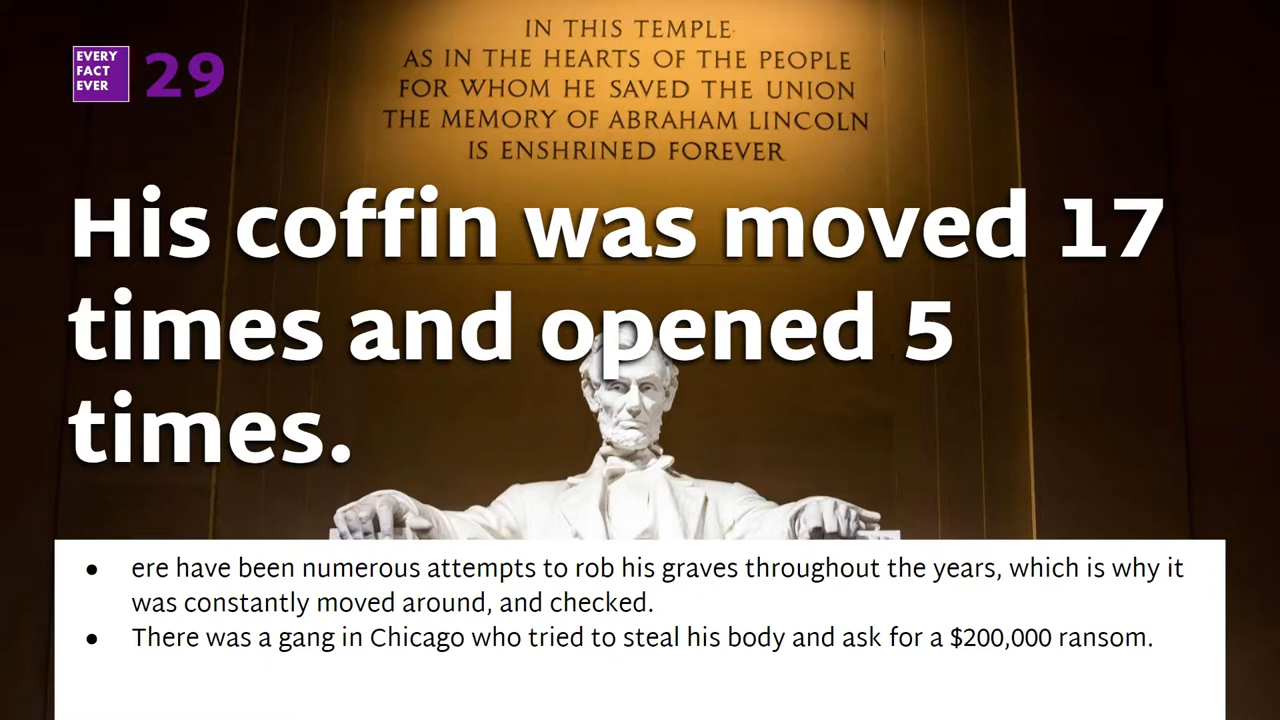 IN THIS TEMPLE
AS IN THE HEARTS OF THE PEOPLE
FOR WHOM HE SAVED THE UNION
THE MEMORY OF ABRAHAM LINCOLN
IS ENSHRINED FOREVER
EVERY
FACT
EVER
29
His coffin was moved 17
times and opened 5
times.
• ere have been numerous attempts to rob his graves throughout the years, which is why it
was constantly moved around, and checked.
• There was a gang in Chicago who tried to steal his body and ask for a $200,000 ransom.